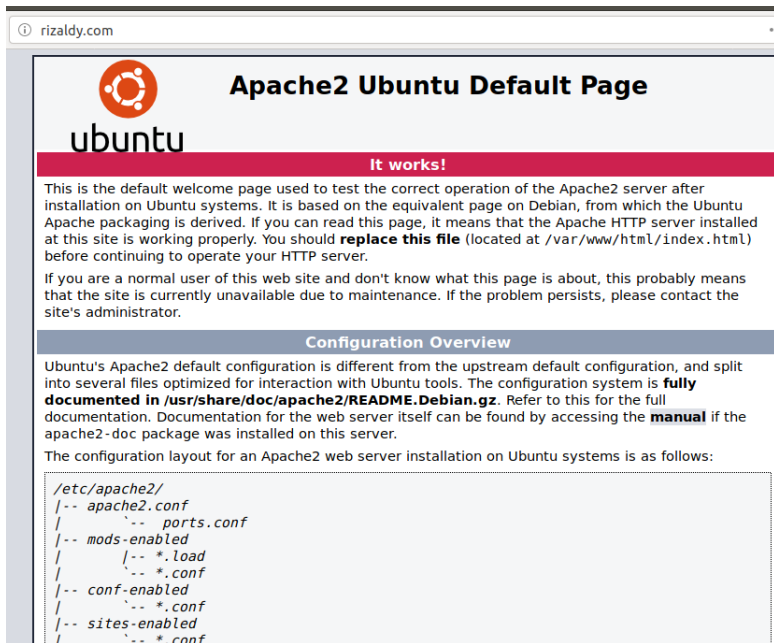 rizaldy.com
Apache2 Ubuntu Default Page
ubuntu
It works!
This is the default welcome page used to test the correct operation of the Apache2 server after
installation on Ubuntu systems. It is based on the equivalent page on Debian, from which the Ubuntu
Apache packaging is derived. If you can read this page, it means that the Apache HTTP server installed
at this site is working properly. You should replace this file (located at /var/www/html/index.html)
before continuing to operate your HTTP server.
If you are a normal user of this web site and don't know what this page is about, this probably means
that the site is currently unavailable due to maintenance. If the problem persists, please contact the
site's administrator.
Configuration Overview
Ubuntu's Apache2 default configuration is different from the upstream default configuration, and split
into several files optimized for interaction with Ubuntu tools. The configuration system is fully
documented in /usr/share/doc/apache2/README.Debian.gz. Refer to this for the full
documentation. Documentation for the web server itself can be found by accessing the manual if the
apache2-doc package was installed on this server.
The configuration layout for an Apache2 web server installation on Ubuntu systems is as follows:
/etc/apache2/
|-- apache2.conf
|       `--  ports.conf
|-- mods-enabled
|       |-- *.load
|       `-- *.conf
|-- conf-enabled
|       `-- *.conf
|-- sites-enabled
|       `-- *.conf